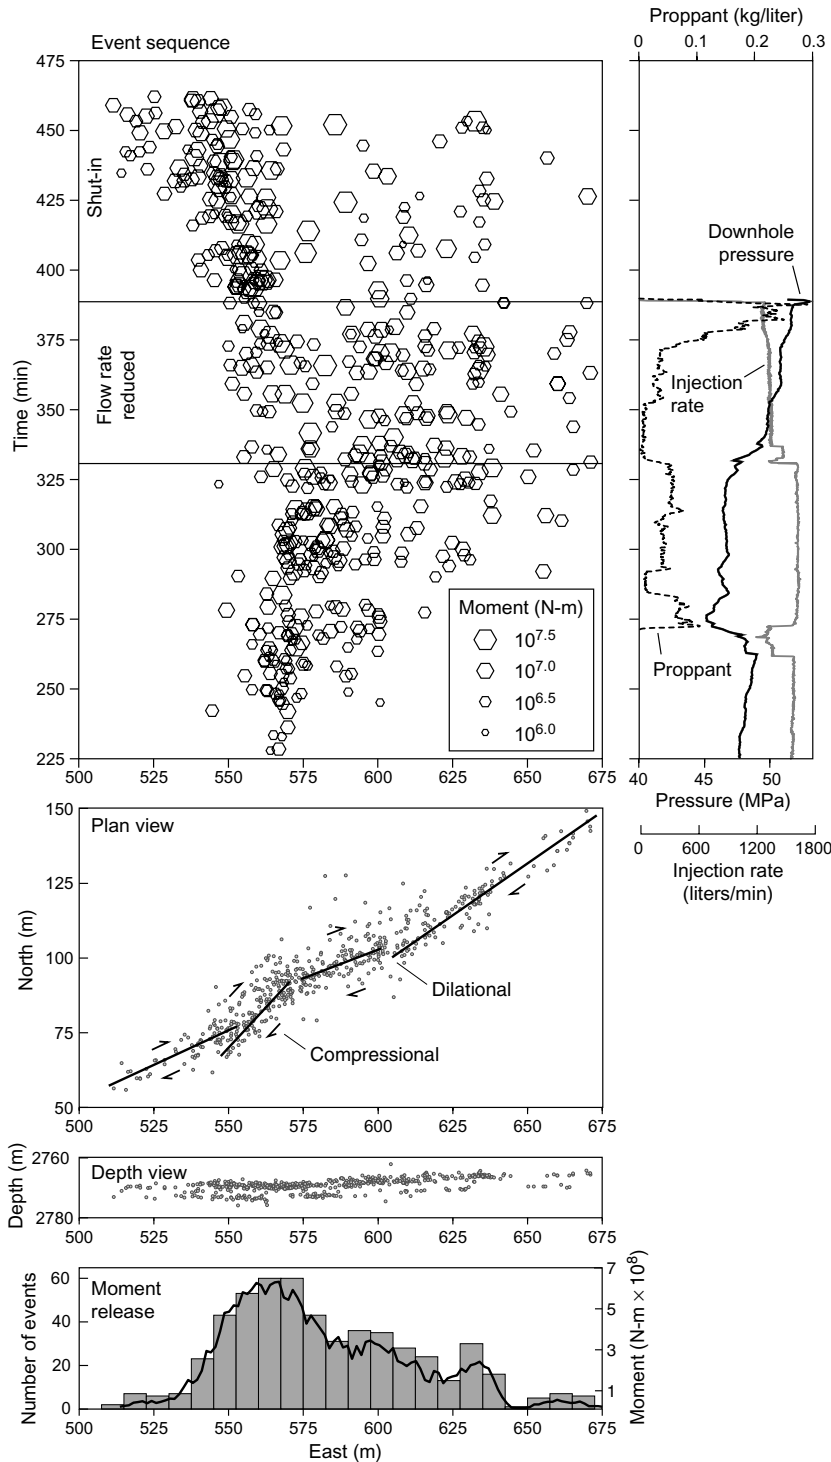 Event sequence
475
450
425
400
375
350
325
300
275
250
225
Time (min)
Shut-in
Flow rate
reduced
Moment (N-m)
10^7.5
10^7.0
10^6.5
10^6.0
500 525 550 575 600 625 650 675
Proppant (kg/liter)
0 0.1 0.2 0.3
Downhole
pressure
Injection
rate
Proppant
40 45 50
Pressure (MPa)
0 600 1200 1800
Injection rate
(liters/min)
Plan view
150
125
100
75
50
North (m)
Dilational
Compressional
500 525 550 575 600 625 650 675
2760
2780
Depth (m)
Depth view
500 525 550 575 600 625 650 675
Moment
release
60
40
20
0
Number of events
7
5
3
1
Moment (N-m × 10^8)
500 525 550 575 600 625 650 675
East (m)